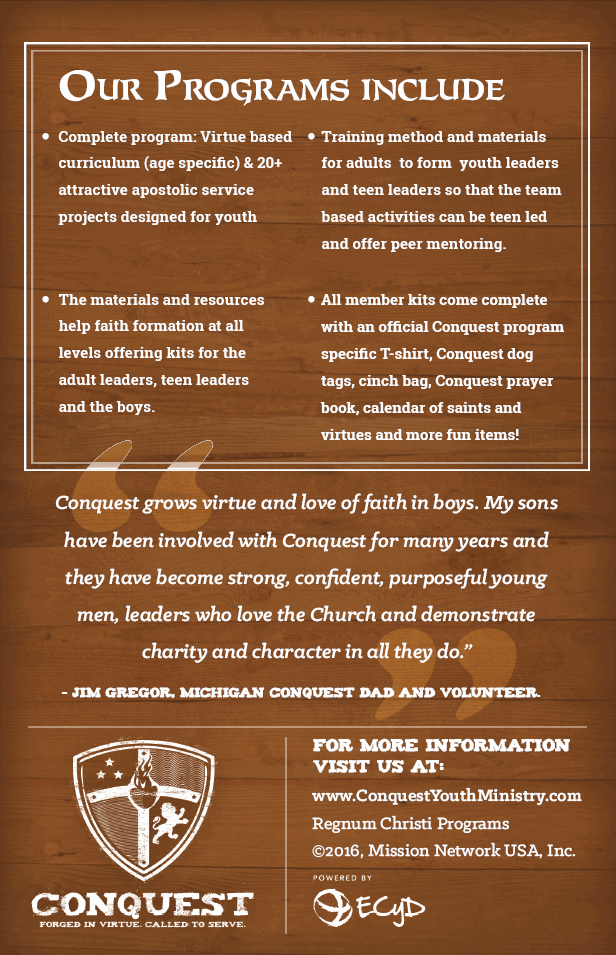 OUR PROGRAMS INCLUDE
• Complete program: Virtue based
curriculum (age specific) & 20+
attractive apostolic service
projects designed for youth
• Training method and materials
for adults to form youth leaders
and teen leaders so that the team
based activities can be teen led
and offer peer mentoring.
• The materials and resources
help faith formation at all
levels offering kits for the
adult leaders, teen leaders
and the boys.
• All member kits come complete
with an official Conquest program
specific T-shirt, Conquest dog
tags, cinch bag, Conquest prayer
book, calendar of saints and
virtues and more fun items!
Conquest grows virtue and love of faith in boys. My sons
have been involved with Conquest for many years and
they have become strong, confident, purposeful young
men, leaders who love the Church and demonstrate
charity and character in all they do.”
- JIM GREGOR, MICHIGAN CONQUEST DAD AND VOLUNTEER.
CONQUEST
FORGED IN VIRTUE. CALLED TO SERVE.
FOR MORE INFORMATION
VISIT US AT:
www.ConquestYouthMinistry.com
Regnum Christi Programs
©2016, Mission Network USA, Inc.
POWERED BY
ECyD